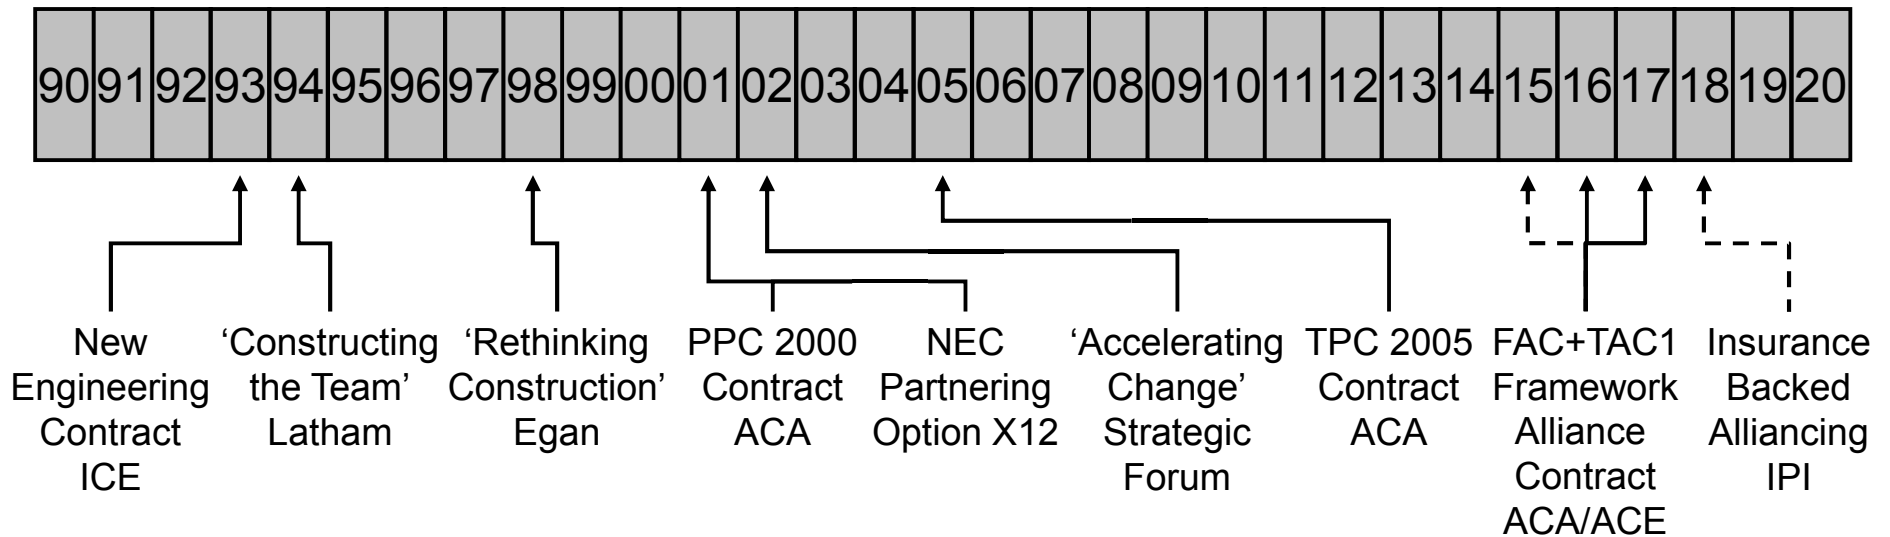 90 91 92 93 94 95 96 97 98 99 00 01 02 03 04 05 06 07 08 09 10 11 12 13 14 15 16 17 18 19 20
New
Engineering
Contract
ICE
‘Constructing
the Team’
Latham
‘Rethinking
Construction’
Egan
PPC 2000
Contract
ACA
NEC
Partnering
Option X12
‘Accelerating
Change’
Strategic
Forum
TPC 2005
Contract
ACA
FAC+TAC1
Framework
Alliance
Contract
ACA/ACE
Insurance
Backed
Alliancing
IPI